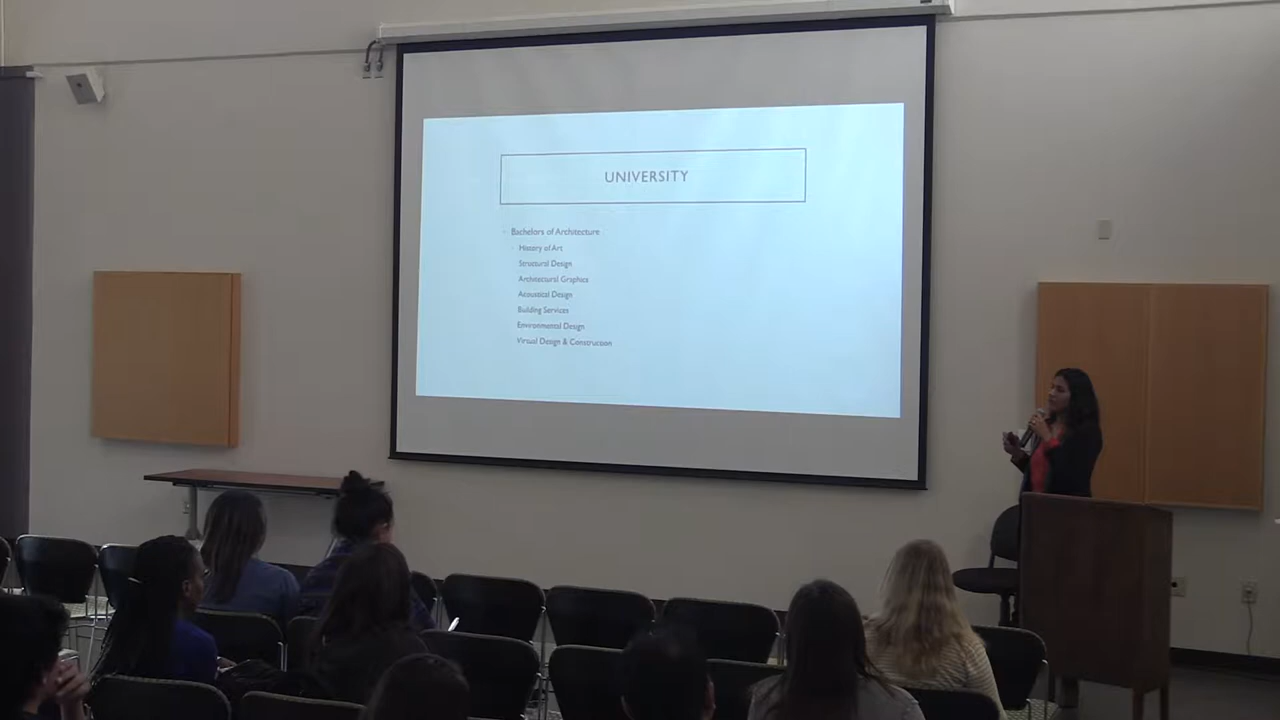 UNIVERSITY
Bachelors of Architecture
History of Art
Structural Design
Architectural Graphics
Acoustical Design
Building Services
Environmental Design
Virtual Design & Construction